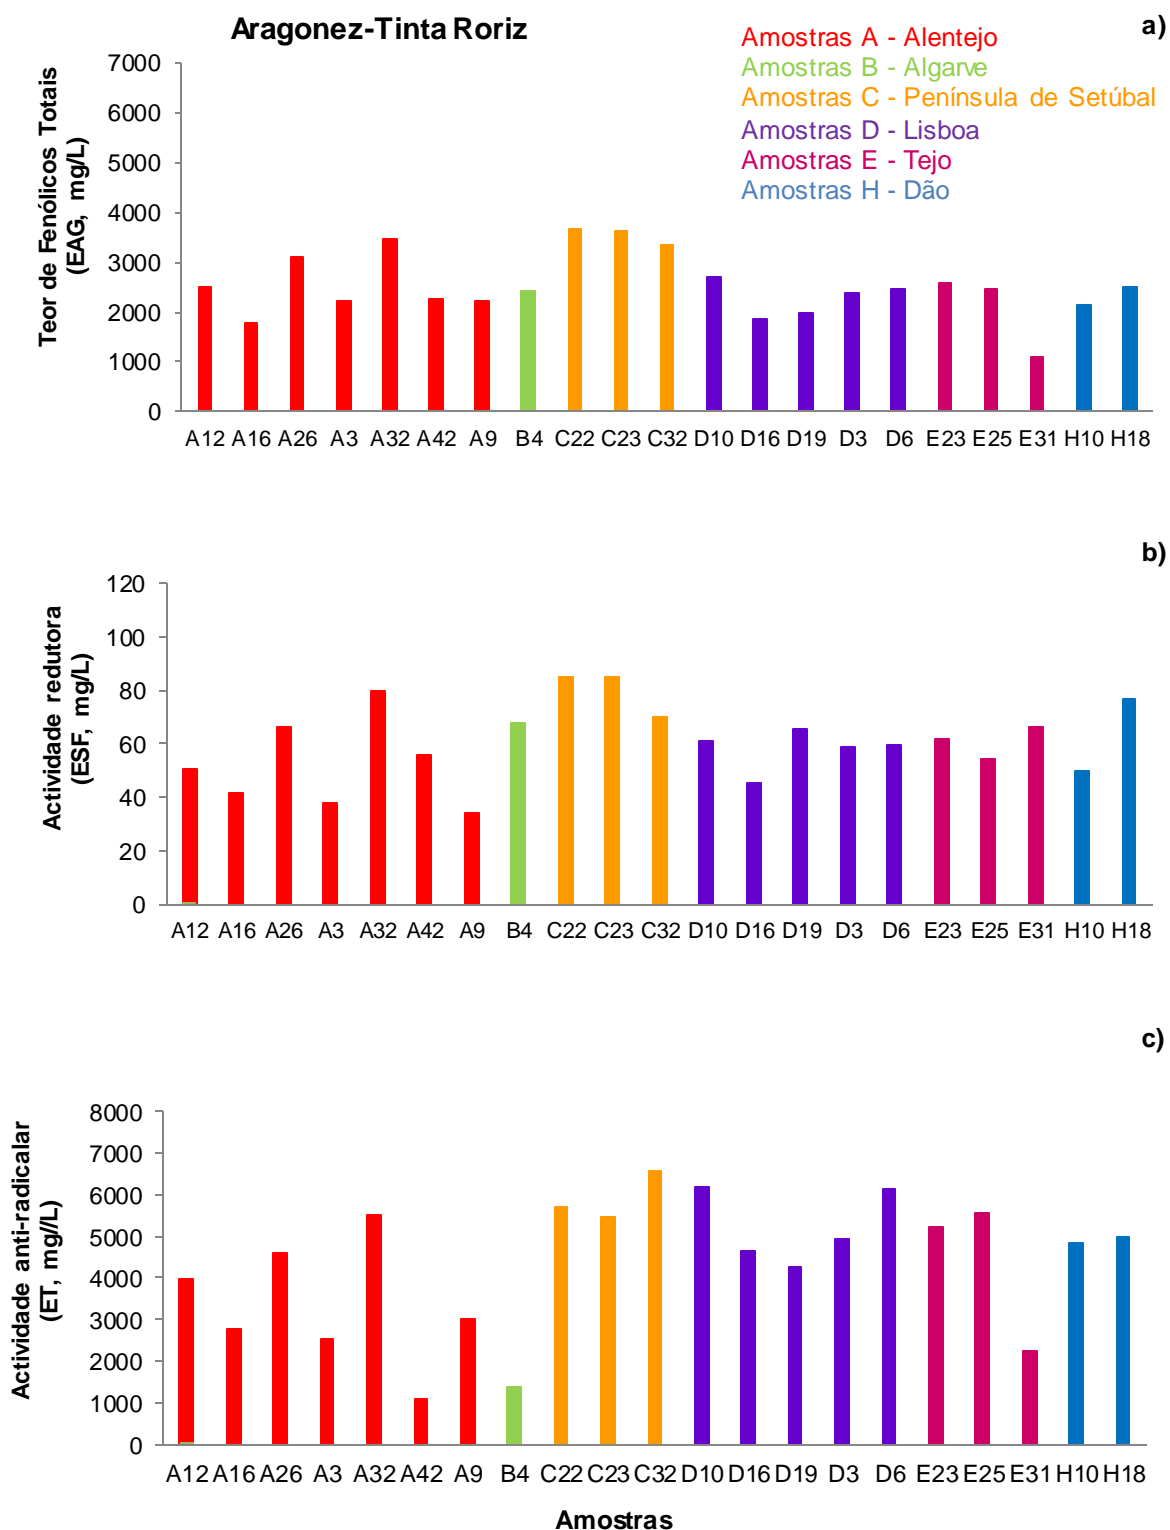 Aragonez-Tinta Roriz
a)
Amostras A - Alentejo
Amostras B - Algarve
Amostras C - Península de Setúbal
Amostras D - Lisboa
Amostras E - Tejo
Amostras H - Dão
Teor de Fenólicos Totais
(EAG, mg/L)
7000
6000
5000
4000
3000
2000
1000
0
A12 A16 A26 A3 A32 A42 A9 B4 C22 C23 C32 D10 D16 D19 D3 D6 E23 E25 E31 H10 H18
b)
Actividade redutora
(ESF, mg/L)
120
100
80
60
40
20
0
A12 A16 A26 A3 A32 A42 A9 B4 C22 C23 C32 D10 D16 D19 D3 D6 E23 E25 E31 H10 H18
c)
Actividade anti-radicalar
(ET, mg//L)
8000
7000
6000
5000
4000
3000
2000
1000
0
A12 A16 A26 A3 A32 A42 A9 B4 C22 C23 C32 D10 D16 D19 D3 D6 E23 E25 E31 H10 H18
Amostras